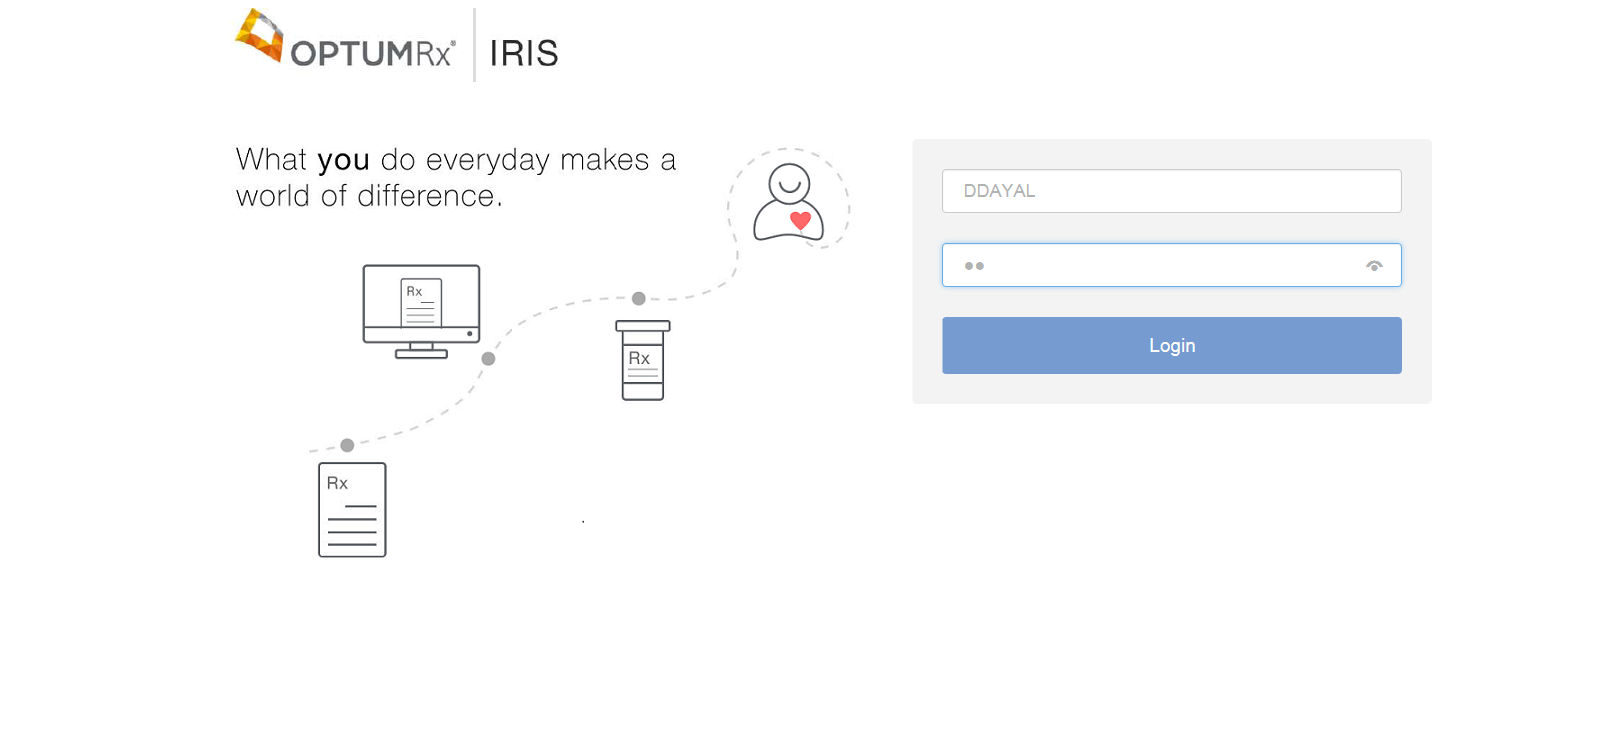 OPTUMRx® IRIS
What you do everyday makes a
world of difference.
DDAYAL
••
Login
Rx
Rx
Rx